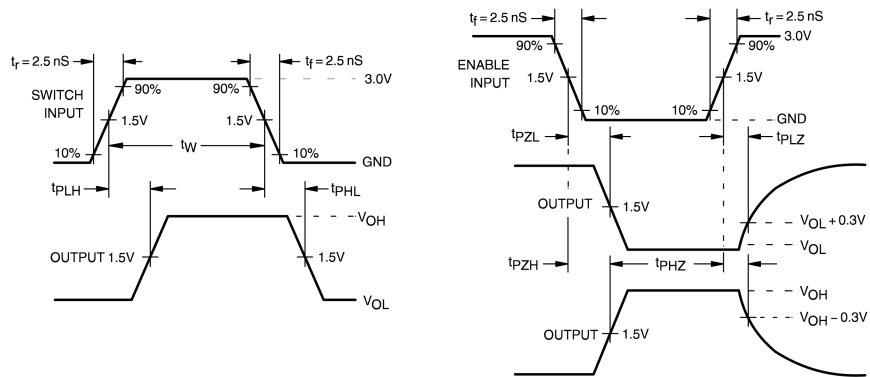 tr = 2.5 nS
tf = 2.5 nS
SWITCH
INPUT
90%
90%
3.0V
1.5V
1.5V
10%
tW
10%
GND
tPLH
tPHL
VOH
OUTPUT 1.5V
1.5V
VOL
tf = 2.5 nS
tr = 2.5 nS
90%
90%
3.0V
ENABLE
INPUT
1.5V
1.5V
10%
10%
GND
tPZL
tPLZ
OUTPUT
1.5V
VOL + 0.3V
VOL
tPZH
tPHZ
VOH
VOH – 0.3V
OUTPUT
1.5V